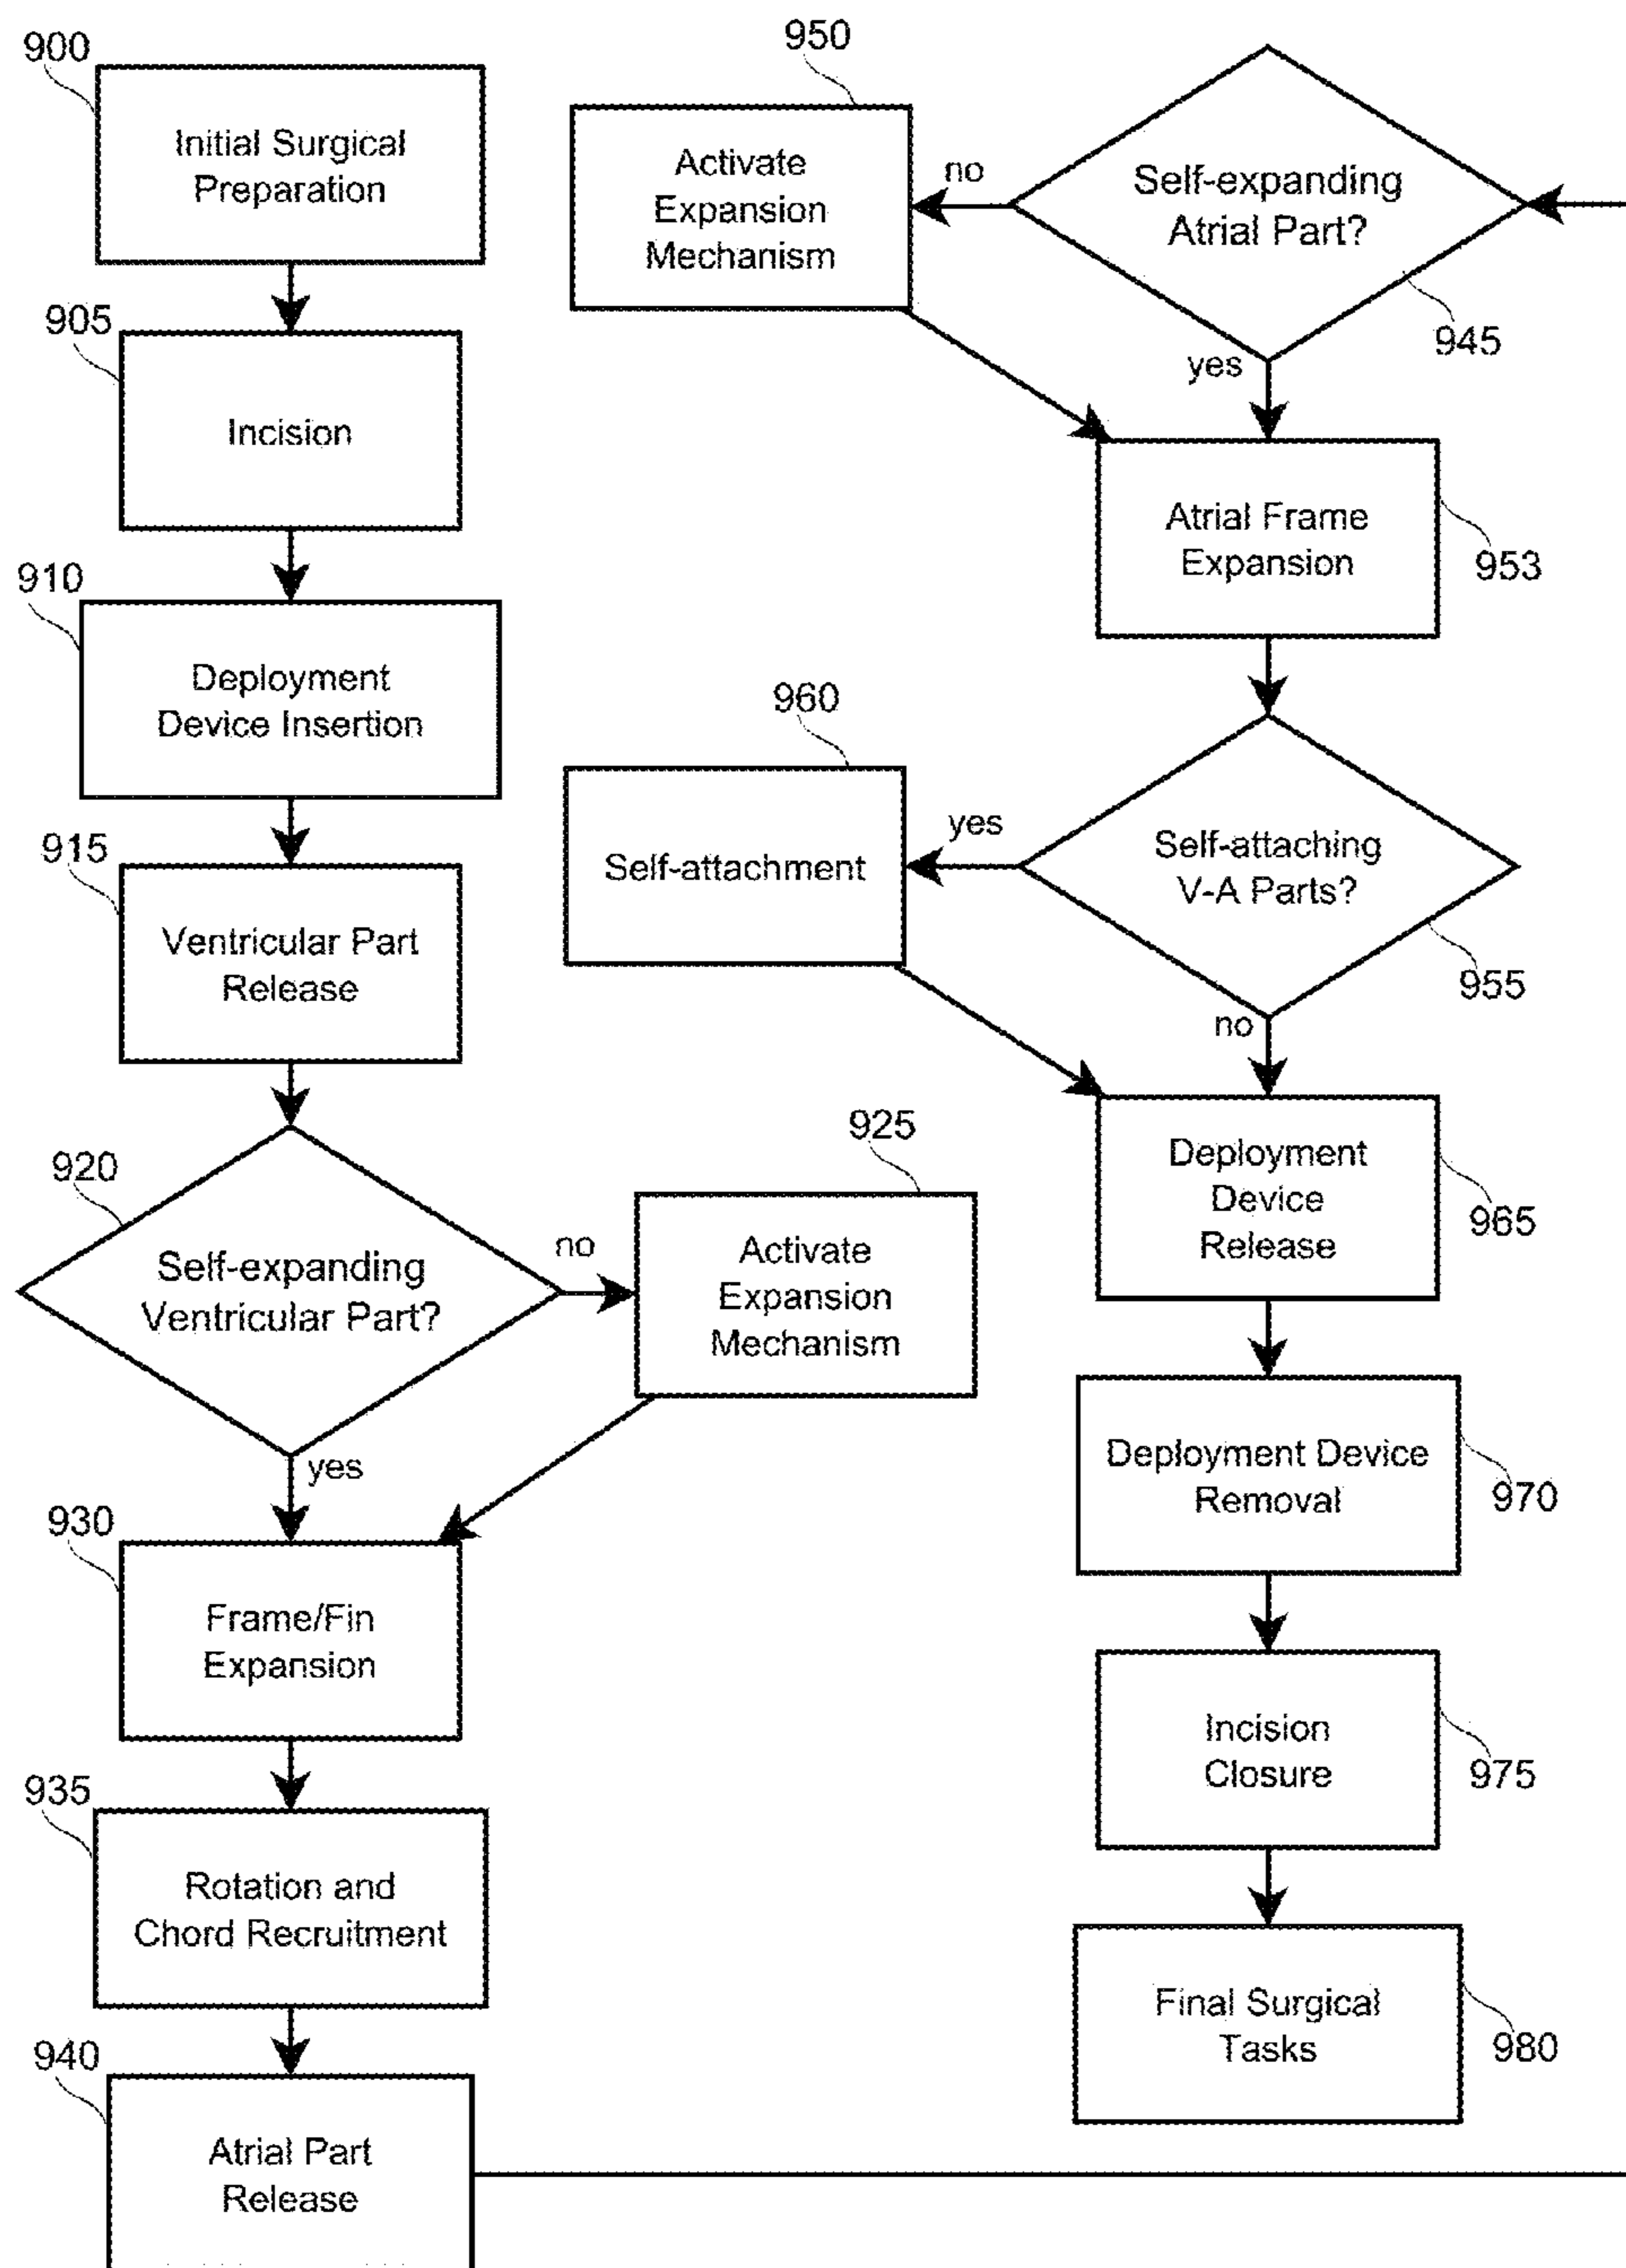 900
Initial Surgical
Preparation
905
Incision
910
Deployment
Device Insertion
915
Ventricular Part
Release
920
Self-expanding
Ventricular Part?
no
yes
925
Activate
Expansion
Mechanism
930
Frame/Fin
Expansion
935
Rotation and
Chord Recruitment
940
Atrial Part
Release
945
Self-expanding
Atrial Part?
no
yes
950
Activate
Expansion
Mechanism
953
Atrial Frame
Expansion
955
Self-attaching
V-A Parts?
yes
no
960
Self-attachment
965
Deployment
Device
Release
970
Deployment Device
Removal
975
Incision
Closure
980
Final Surgical
Tasks